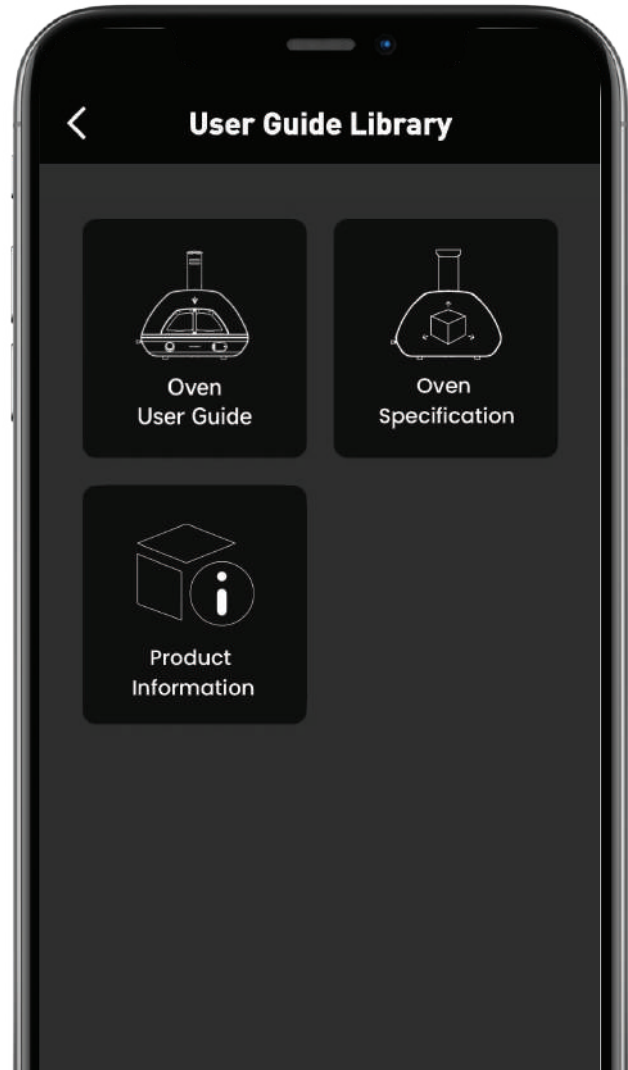 User Guide Library
Oven
User Guide
Oven
Specification
Product
Information